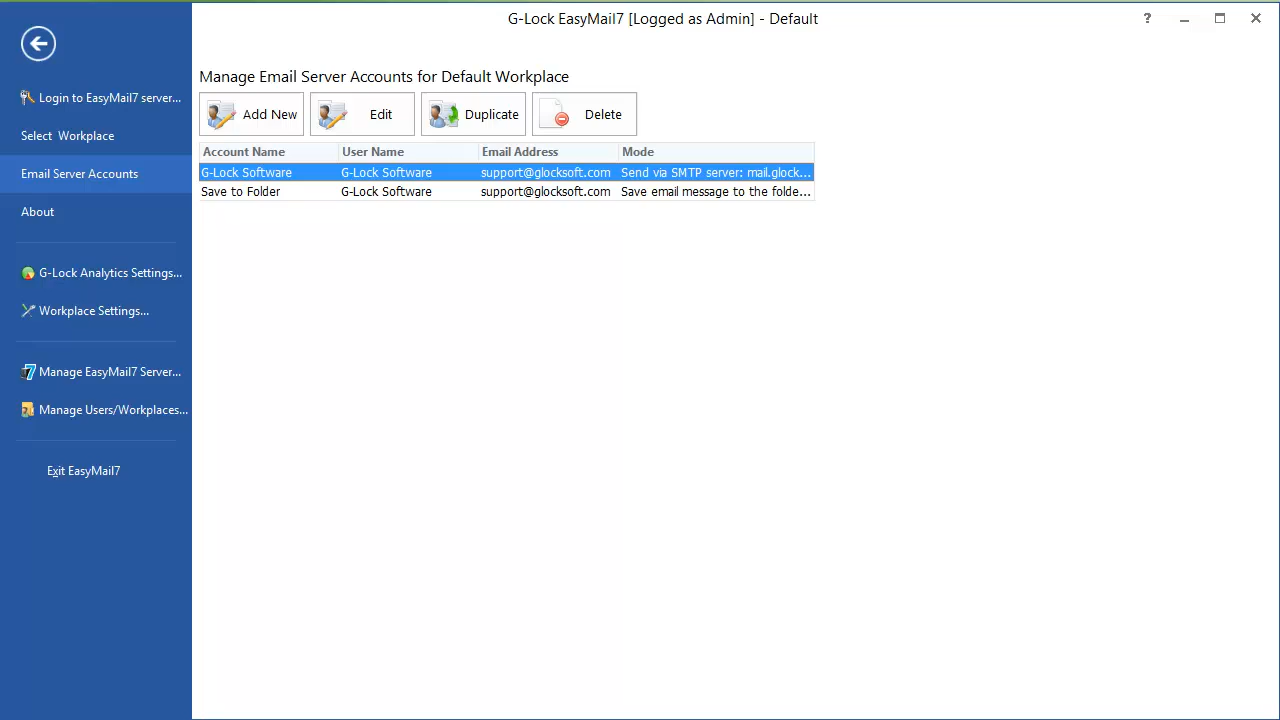 G-Lock EasyMail7 [Logged as Admin] - Default
?
Login to EasyMail7 server...
Select Workplace
Email Server Accounts
About
G-Lock Analytics Settings...
Workplace Settings...
Manage EasyMail7 Server...
Manage Users/Workplaces...
Exit EasyMail7
Manage Email Server Accounts for Default Workplace
Add New Edit Duplicate Delete
Account Name User Name Email Address Mode
G-Lock Software G-Lock Software support@glocksoft.com Send via SMTP server: mail.glock...
Save to Folder G-Lock Software support@glocksoft.com Save email message to the folde...